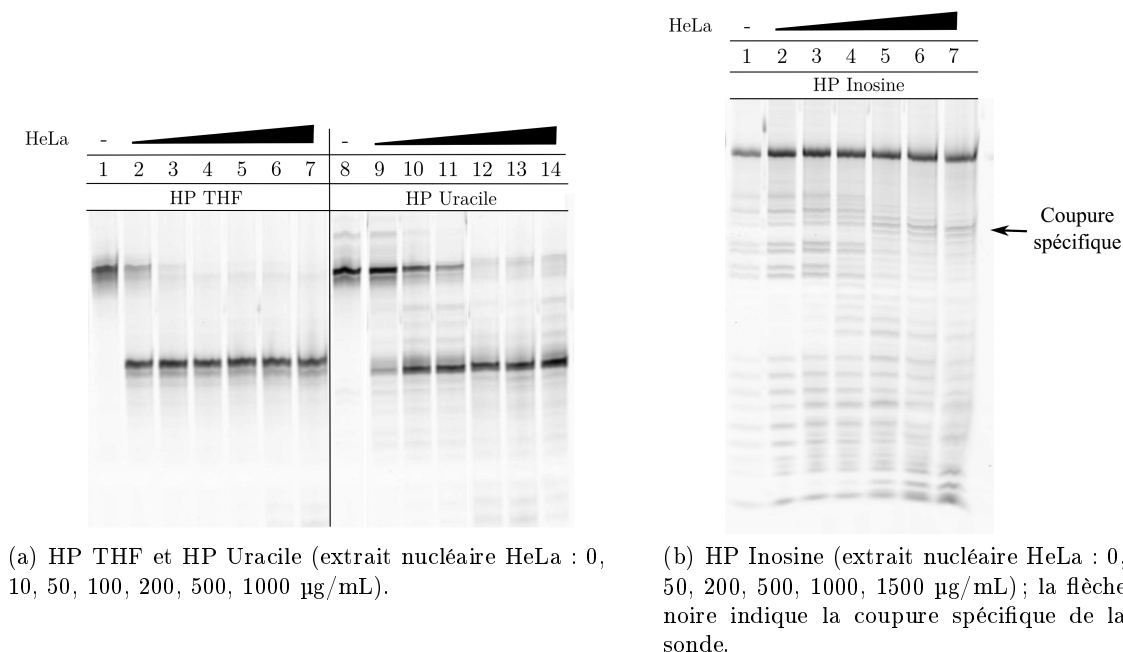 HeLa
-
1 2 3 4 5 6 7
HP Inosine
Coupure
spécifique
HeLa
- -
1 2 3 4 5 6 7 8 9 10 11 12 13 14
HP THF HP Uracile
(a) HP THF et HP Uracile (extrait nucléaire HeLa : 0,
10, 50, 100, 200, 500, 1000 µg/mL).
(b) HP Inosine (extrait nucléaire HeLa : 0,
50, 200, 500, 1000, 1500 µg/mL) ; la flèche
noire indique la coupure spécifique de la
sonde.